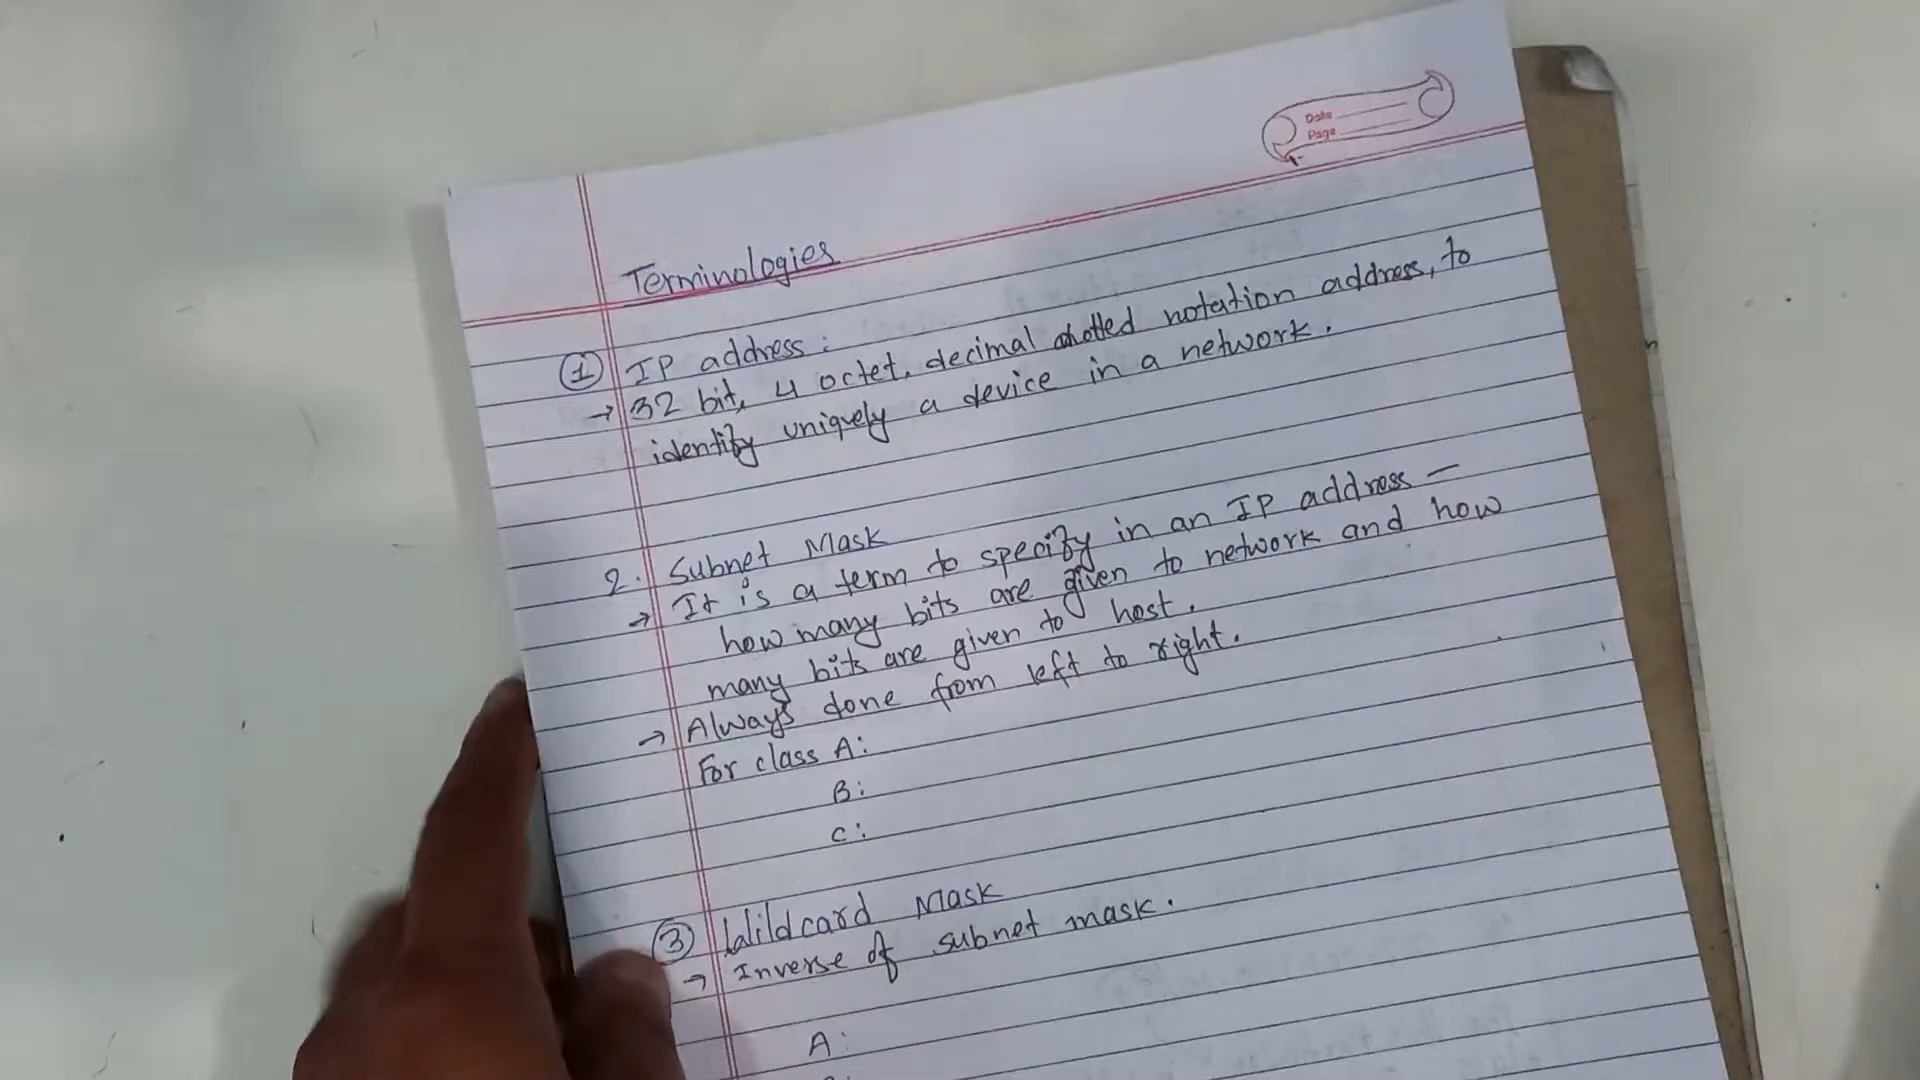 Date
Page
Terminologies
① IP address:
→ 32 bit, 4 octet, decimal dotted notation address, to
identify uniquely a device in a network.
2. Subnet Mask
→ It is a term to specify in an IP address –
how many bits are given to network and how
many bits are given to host.
→ Always done from left to right.
For class A:
B:
C:
③ Wildcard Mask
→ Inverse of subnet mask.
A: